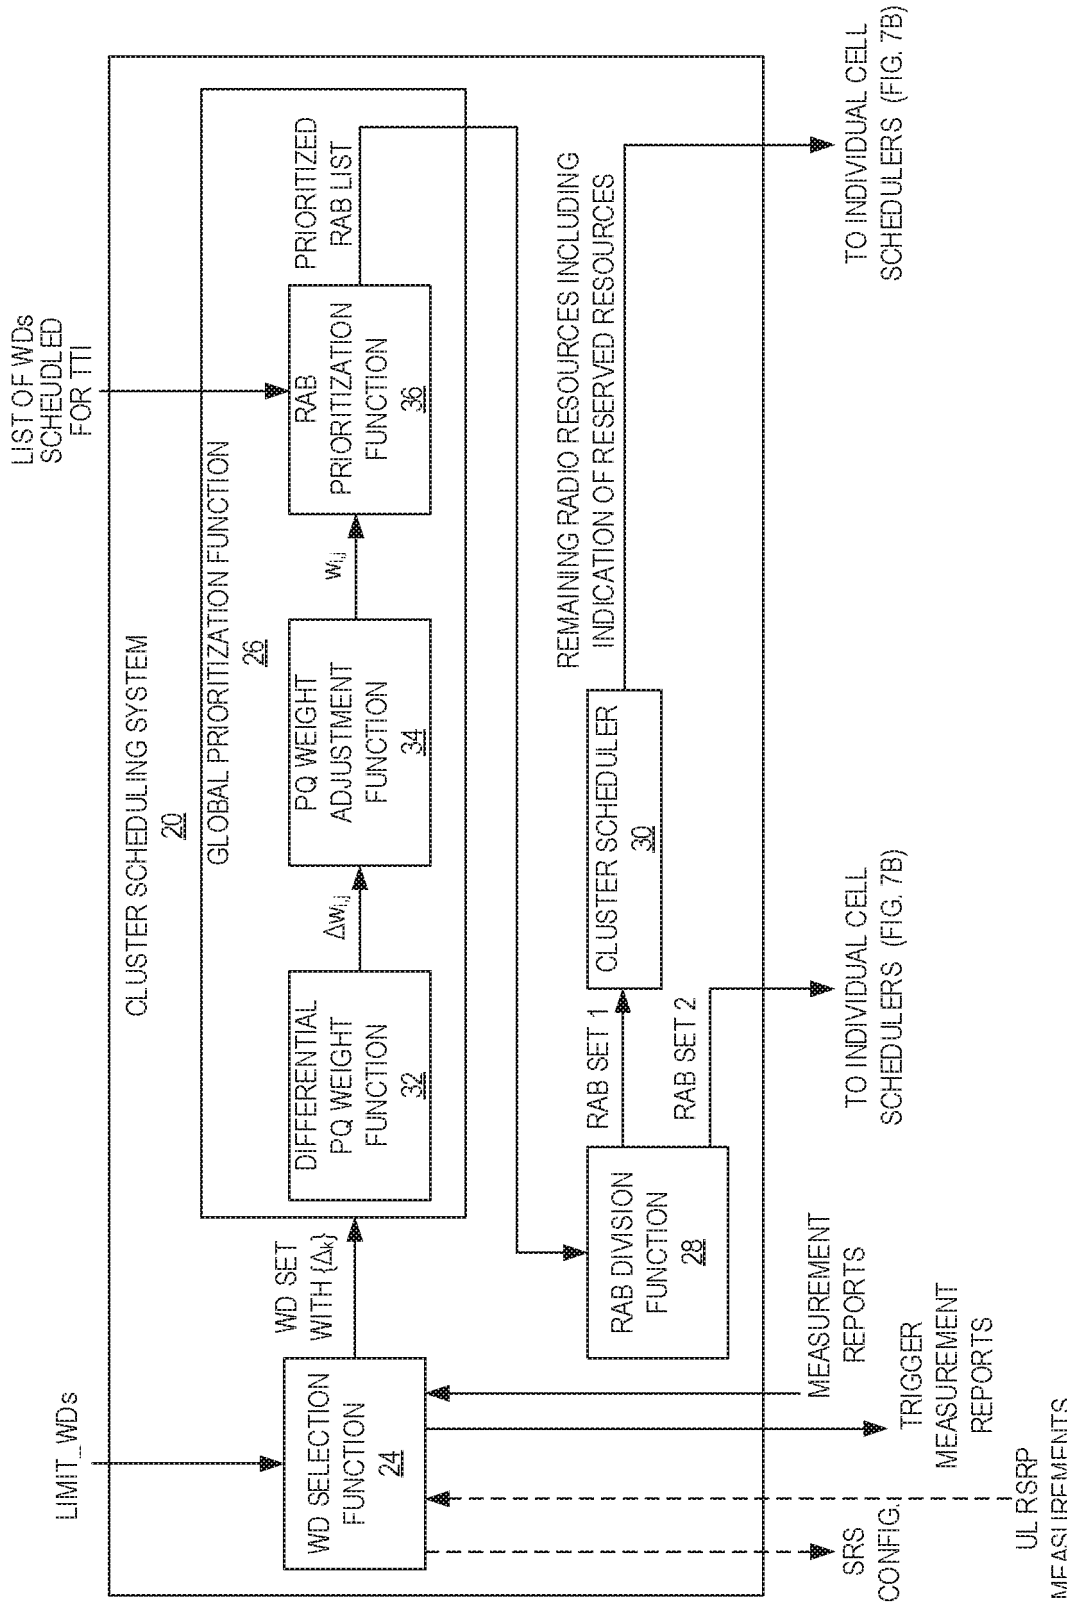 LIST OF WDs
SCHEUDLED
FOR TTI
LIMIT_WDs
CLUSTER SCHEDULING SYSTEM
20
GLOBAL PRIORITIZATION FUNCTION
26
WD SELECTION
FUNCTION
24
WD SET
WITH {Δk}
DIFFERENTIAL
PQ WEIGHT
FUNCTION
32
Δwi,j
PQ WEIGHT
ADJUSTMENT
FUNCTION
34
wi,j
RAB
PRIORITIZATION
FUNCTION
36
PRIORITIZED
RAB LIST
RAB DIVISION
FUNCTION
28
RAB SET 1
RAB SET 2
CLUSTER SCHEDULER
30
REMAINING RADIO RESOURCES INCLUDING
INDICATION OF RESERVED RESOURCES
SRS
CONFIG.
UL RSRP
MEASUREMENTS
TRIGGER
MEASUREMENT
REPORTS
MEASUREMENT
REPORTS
TO INDIVIDUAL CELL
SCHEDULERS (FIG. 7B)
TO INDIVIDUAL CELL
SCHEDULERS (FIG. 7B)